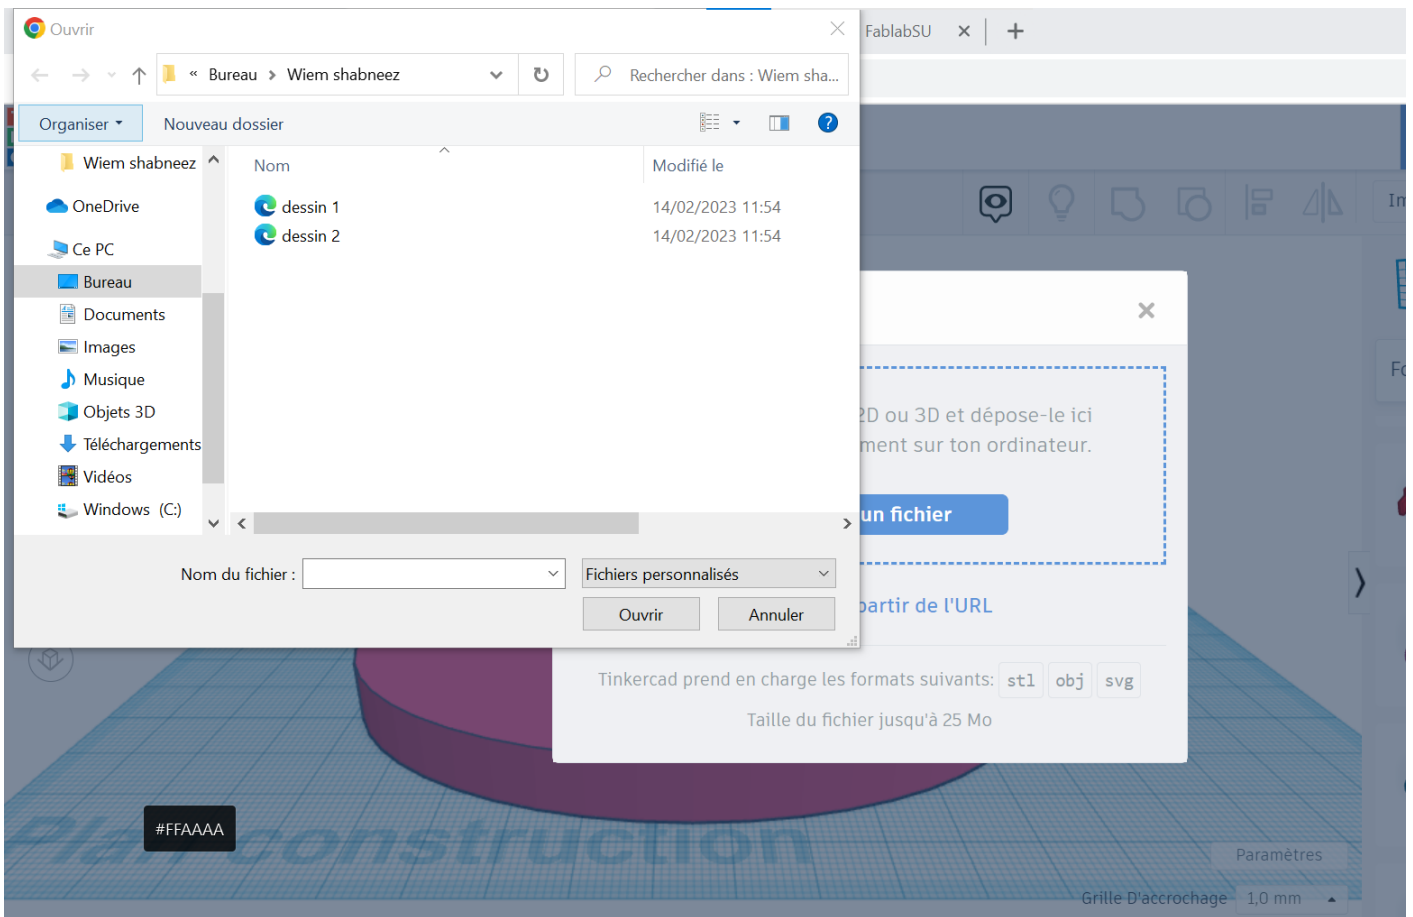 Ouvrir
FablabSU
« Bureau > Wiem shabneez
Rechercher dans : Wiem sha...
Organiser
Nouveau dossier
Wiem shabneez
OneDrive
Ce PC
Bureau
Documents
Images
Musique
Objets 3D
Téléchargements
Vidéos
Windows (C:)
Nom
Modifié le
dessin 1
14/02/2023 11:54
dessin 2
14/02/2023 11:54
Nom du fichier :
Fichiers personnalisés
Ouvrir
Annuler
2D ou 3D et dépose-le ici
ment sur ton ordinateur.
un fichier
partir de l'URL
Tinkercad prend en charge les formats suivants: stl obj svg
Taille du fichier jusqu'à 25 Mo
#FFAAAA
Plan construction
Paramètres
Grille D'accrochage 1,0 mm